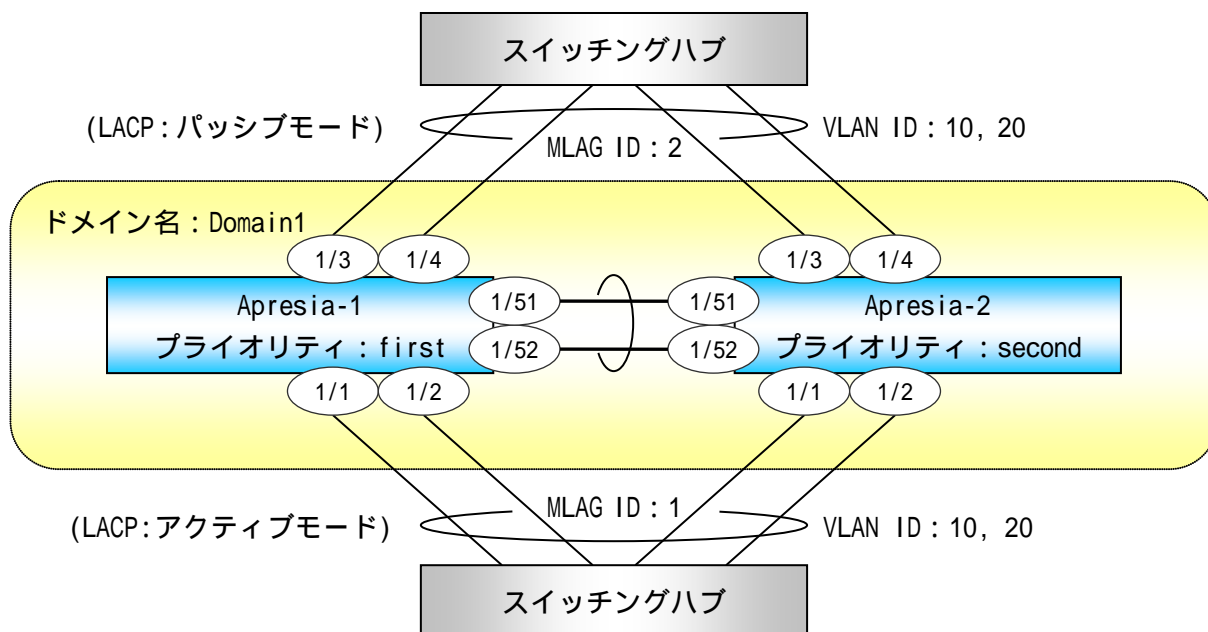 スイッチングハブ
(LACP:パッシブモード)
VLAN ID:10, 20
MLAG ID:2
ドメイン名:Domain1
1/3
1/4
1/3
1/4
Apresia-1
プライオリティ:first
1/51
1/52
1/51
1/52
Apresia-2
プライオリティ:second
1/1
1/2
1/1
1/2
MLAG ID:1
(LACP:アクティブモード)
VLAN ID:10, 20
スイッチングハブ